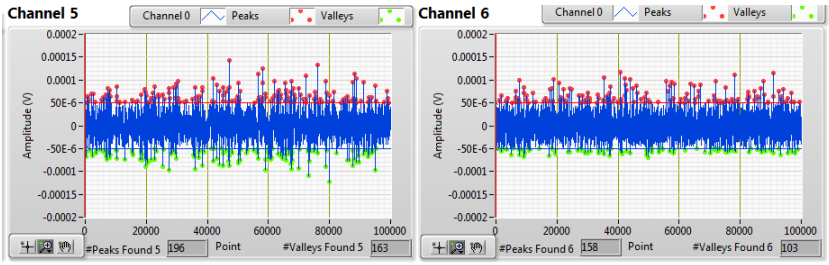 Channel 5
Channel 0 Peaks Valleys
Channel 6
Channel 0 Peaks Valleys
Amplitude (V)
0.0002
0.00015
0.0001
50E-6
0
-50E-6
-0.0001
-0.00015
-0.0002
0 20000 40000 60000 80000 100000
#Peaks Found 5 196 Point #Valleys Found 5 163
Amplitude (V)
0.0002
0.00015
0.0001
50E-6
0
-50E-6
-0.0001
-0.00015
-0.0002
0 20000 40000 60000 80000 100000
#Peaks Found 6 158 Point #Valleys Found 6 103